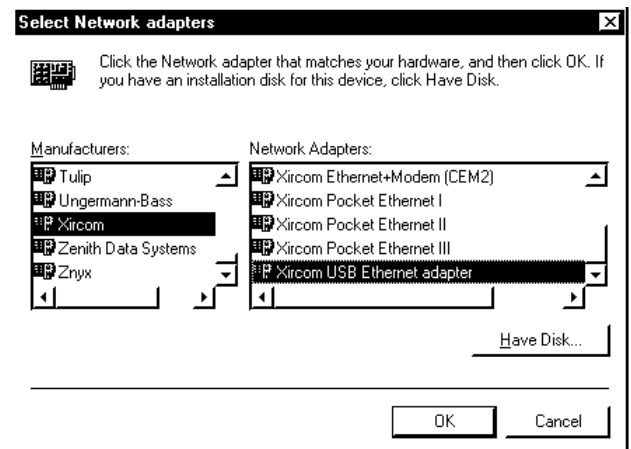 Select Network adapters
Click the Network adapter that matches your hardware, and then click OK. If
you have an installation disk for this device, click Have Disk.
Manufacturers:
Tulip
Ungermann-Bass
Xircom
Zenith Data Systems
Znyx
Network Adapters:
Xircom Ethernet+Modem (CEM2)
Xircom Pocket Ethernet I
Xircom Pocket Ethernet II
Xircom Pocket Ethernet III
Xircom USB Ethernet adapter
Have Disk...
OK
Cancel